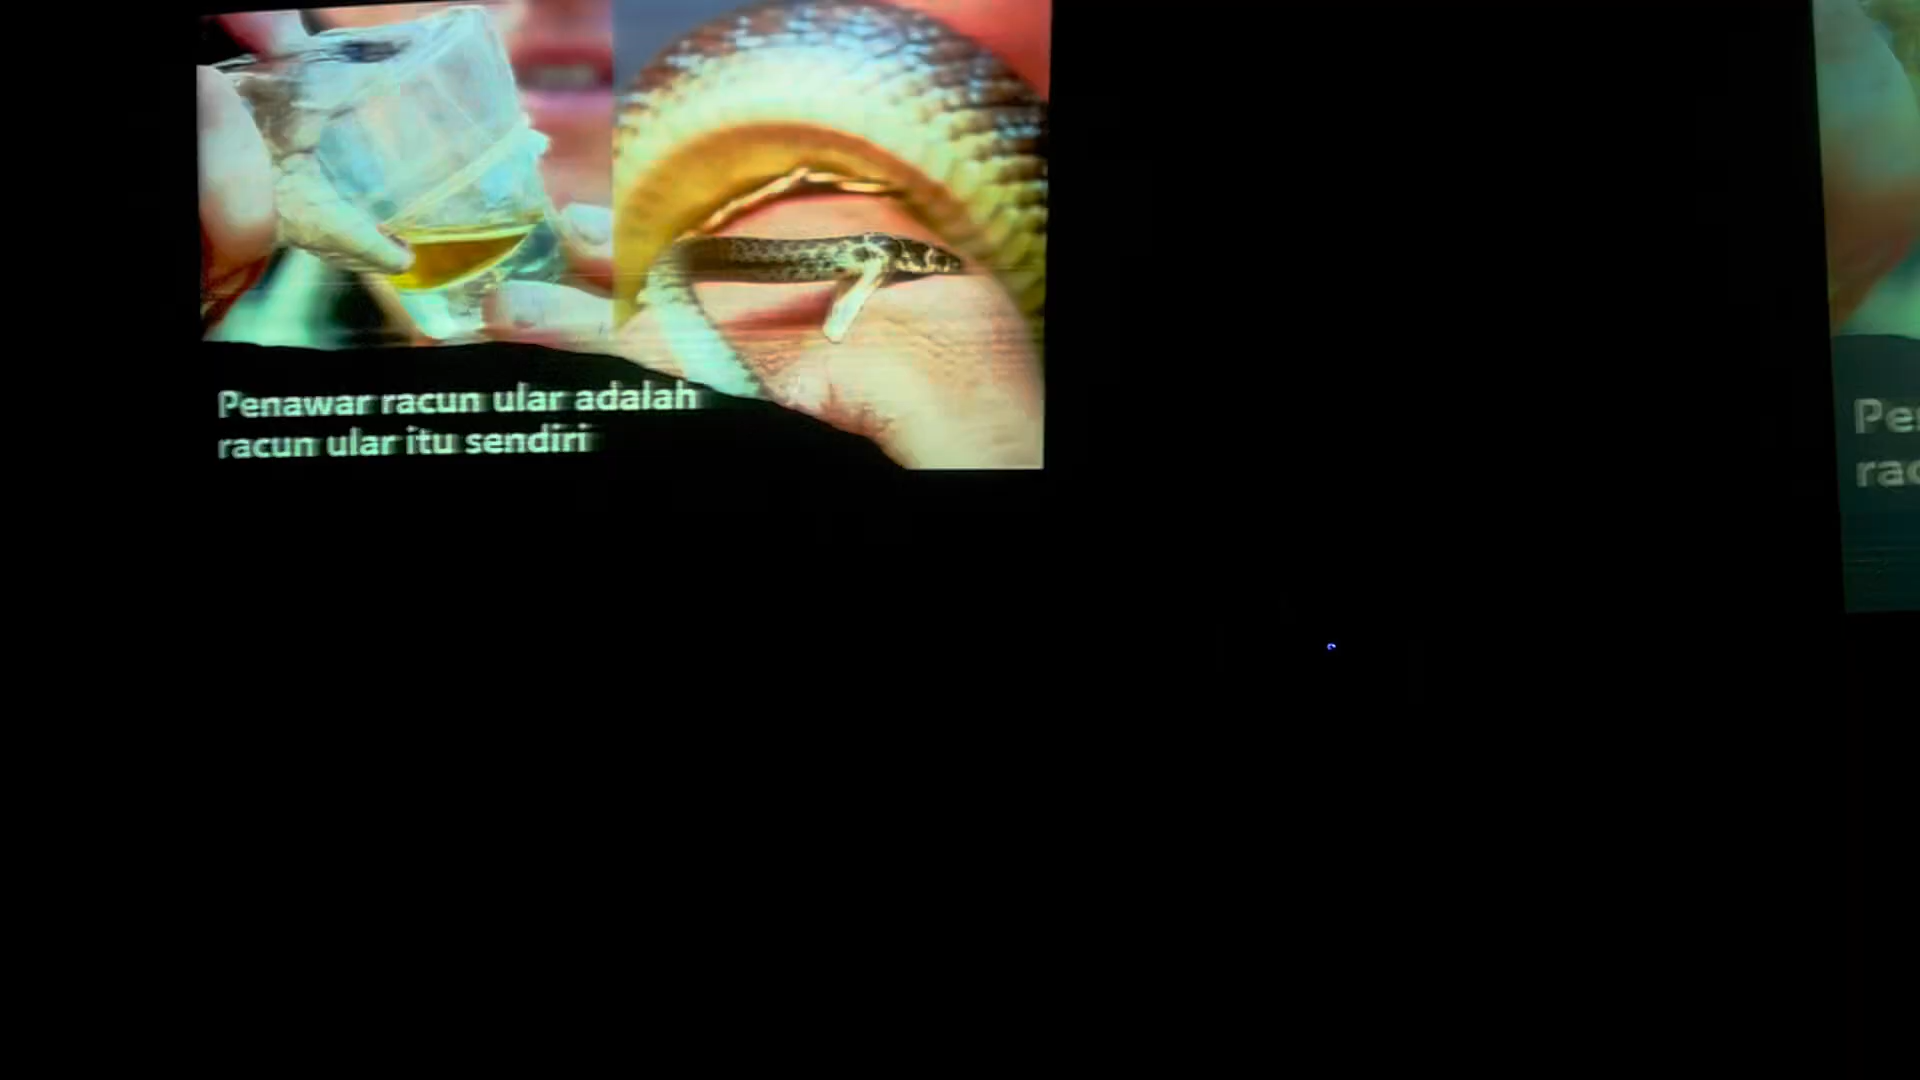 Penawar racun ular adalah
racun ular itu sendiri